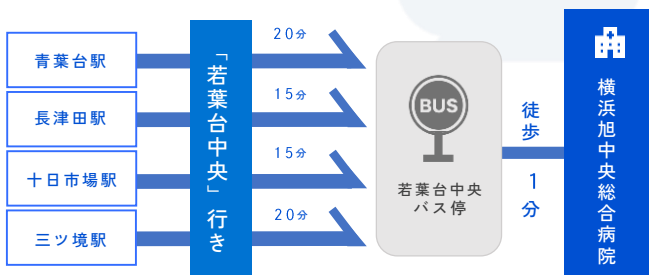 青葉台駅
長津田駅
十日市場駅
三ツ境駅
「若葉台中央」行き
20分
15分
15分
20分
BUS
若葉台中央
バス停
徒歩1分
横浜旭中央総合病院